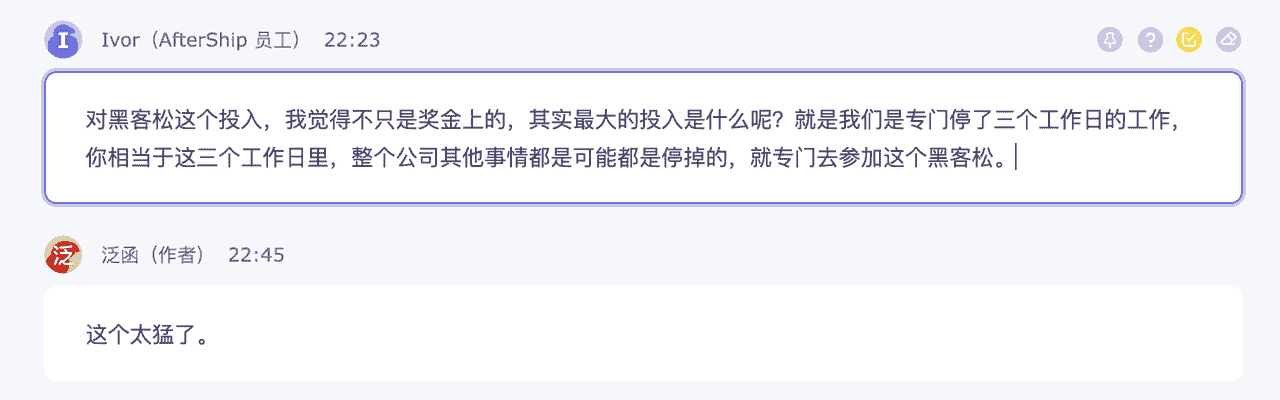 I Ivor（AfterShip 员工） 22:23
对黑客松这个投入，我觉得不只是奖金上的，其实最大的投入是什么呢？就是我们是专门停了三个工作日的工作，
你相当于这三个工作日里，整个公司其他事情都是可能都是停掉的，就专门去参加这个黑客松。
泛 泛函（作者） 22:45
这个太猛了。